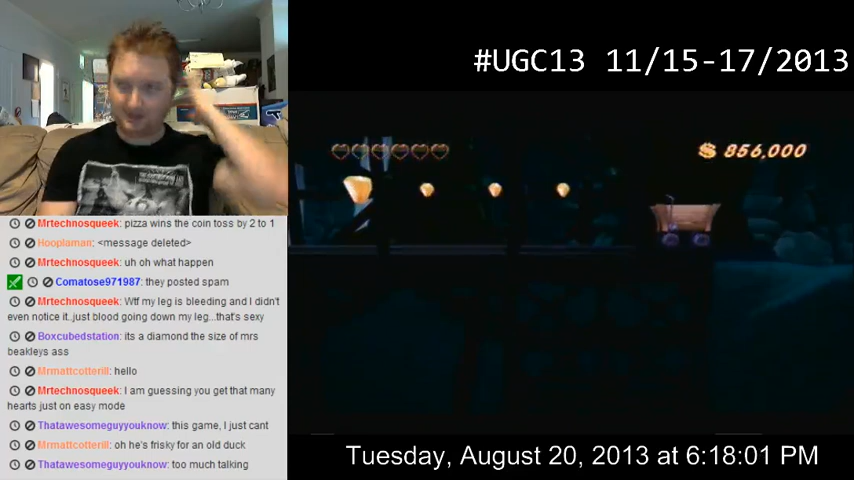 #UGC13 11/15-17/2013
$ 856,000
Mrtechnosqueek: pizza wins the coin toss by 2 to 1
Hooplaman: <message deleted>
Mrtechnosqueek: uh oh what happen
Comatose971987: they posted spam
Mrtechnosqueek: Wtf my leg is bleeding and I didn't
even notice it..just blood going down my leg...that's sexy
Boxcubedstation: its a diamond the size of mrs
beakleys ass
Mrmattcotterill: hello
Mrtechnosqueek: I am guessing you get that many
hearts just on easy mode
Thatawesomeguyyouknow: this game, I just cant
Mrmattcotterill: oh he's frisky for an old duck
Thatawesomeguyyouknow: too much talking
Tuesday, August 20, 2013 at 6:18:01 PM